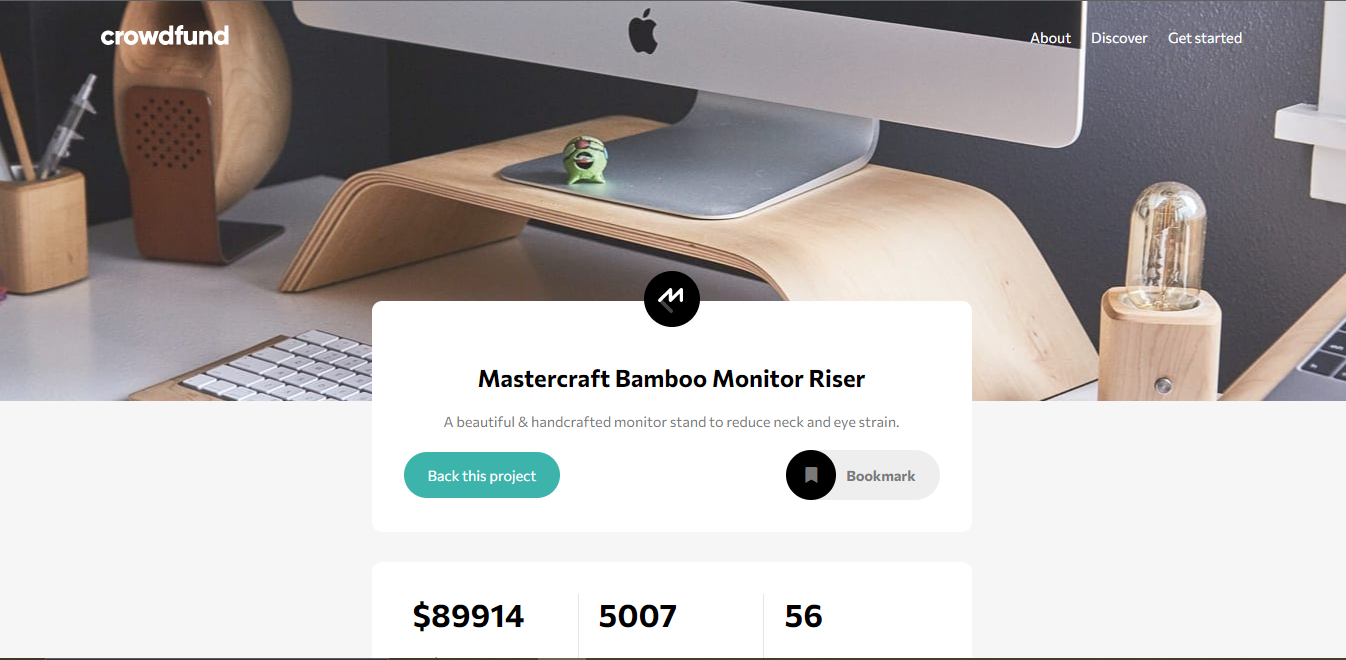 crowdfund
About Discover Get started
Mastercraft Bamboo Monitor Riser
A beautiful & handcrafted monitor stand to reduce neck and eye strain.
Back this project
Bookmark
$89914 5007 56